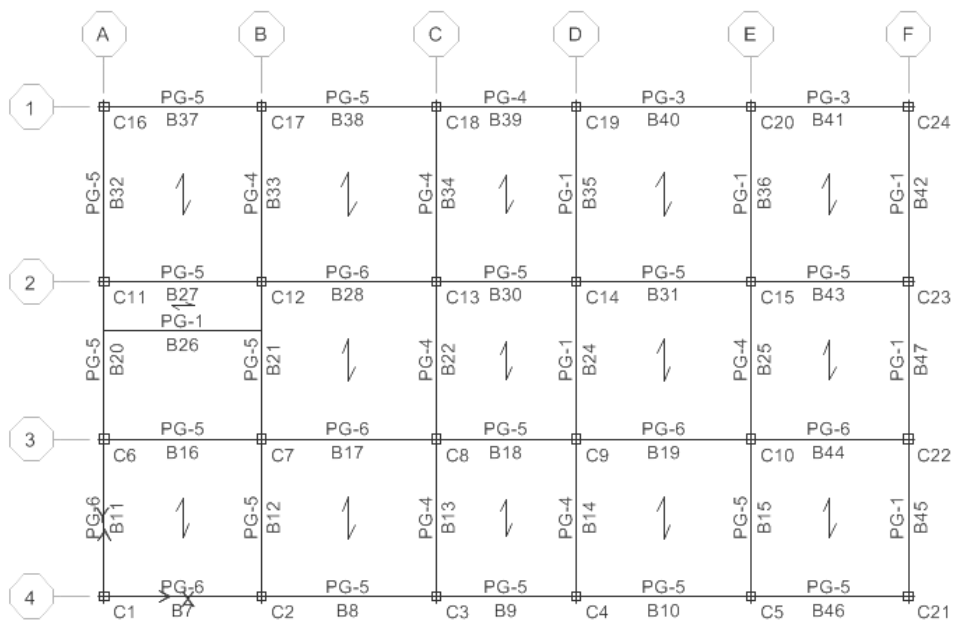 A B C D E F
PG-5 PG-5 PG-4 PG-3 PG-3
1
C16 B37 C17 B38 C18 B39 C19 B40 C20 B41 C24
PG-5 B32 PG-4 B33 PG-4 B34 PG-1 B35 PG-1 B36 PG-1 B42
PG-5 PG-6 PG-5 PG-5 PG-5
2
C11 B27 C12 B28 C13 B30 C14 B31 C15 B43 C23
PG-1
B26
PG-5 B20 PG-5 B21 PG-4 B22 PG-1 B24 PG-4 B25 PG-1 B47
PG-5 PG-6 PG-5 PG-6 PG-6
3
C6 B16 C7 B17 C8 B18 C9 B19 C10 B44 C22
PG-6 B11 PG-5 B12 PG-4 B13 PG-4 B14 PG-5 B15 PG-1 B45
PG-6 PG-5 PG-5 PG-5 PG-5
4
C1 B7 C2 B8 C3 B9 C4 B10 C5 B46 C21